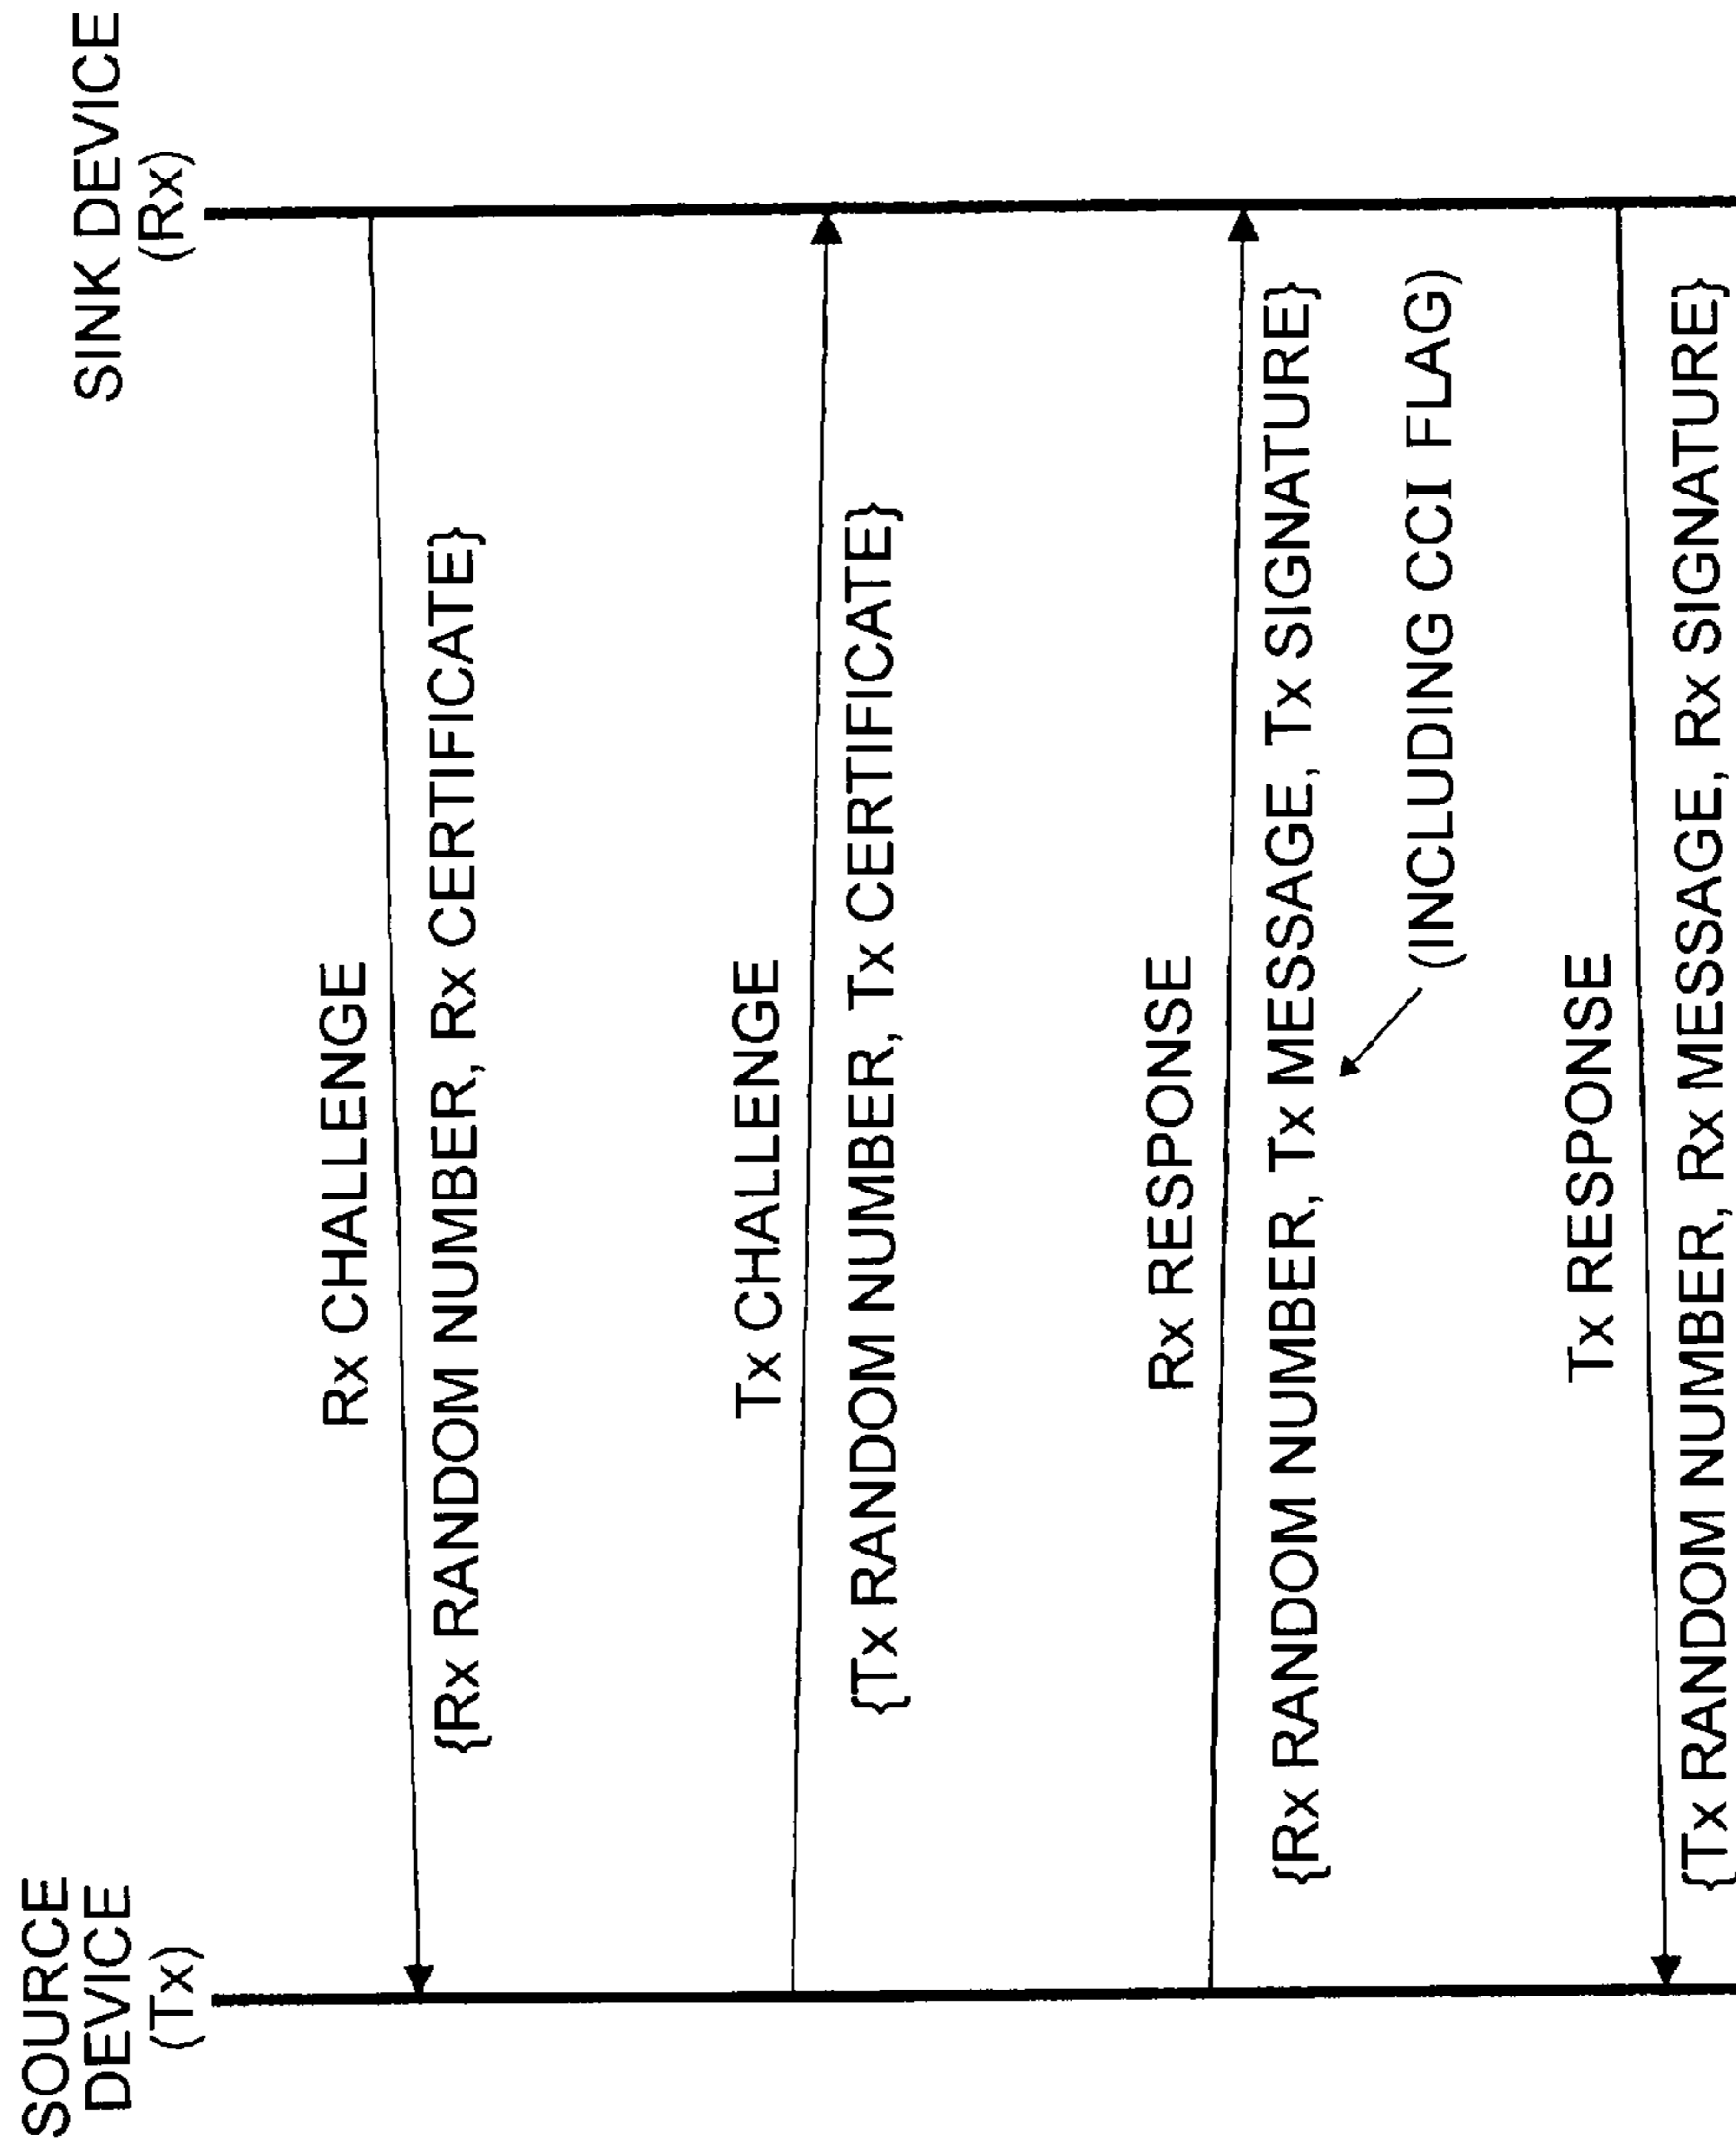 SOURCE
DEVICE
(Tx)
SINK DEVICE
(Rx)
Rx CHALLENGE
{Rx RANDOM NUMBER, Rx CERTIFICATE}
Tx CHALLENGE
{Tx RANDOM NUMBER, Tx CERTIFICATE}
Rx RESPONSE
{Rx RANDOM NUMBER, Tx MESSAGE, Tx SIGNATURE}
(INCLUDING CCI FLAG)
Tx RESPONSE
{Tx RANDOM NUMBER, Rx MESSAGE, Rx SIGNATURE}